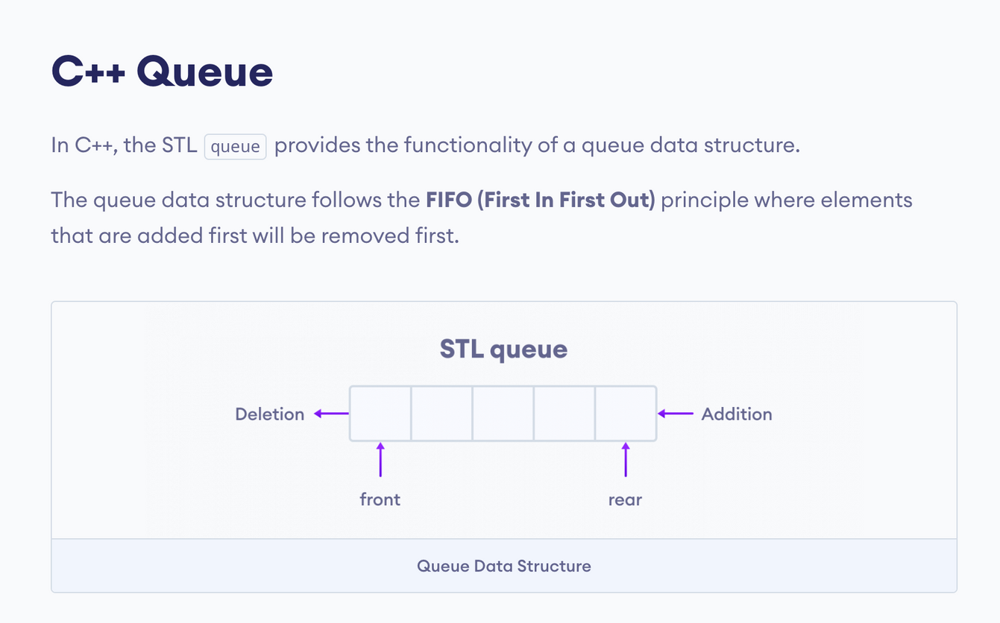 C++ Queue
In C++, the STL queue provides the functionality of a queue data structure.
The queue data structure follows the FIFO (First In First Out) principle where elements
that are added first will be removed first.
STL queue
Deletion
Addition
front
rear
Queue Data Structure